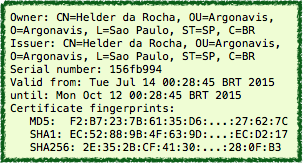 Owner: CN=Helder da Rocha, OU=Argonavis,
O=Argonavis, L=Sao Paulo, ST=SP, C=BR
Issuer: CN=Helder da Rocha, OU=Argonavis,
O=Argonavis, L=Sao Paulo, ST=SP, C=BR
Serial number: 156fb994
Valid from: Tue Jul 14 00:28:45 BRT 2015
until: Mon Oct 12 00:28:45 BRT 2015
Certificate fingerprints:
MD5: F2:B7:23:7B:61:35:D6:...:27:62:7C
SHA1: EC:52:88:9B:4F:63:9D:...:EC:D2:17
SHA256: 2E:35:2B:CF:41:30:...:28:0F:B3